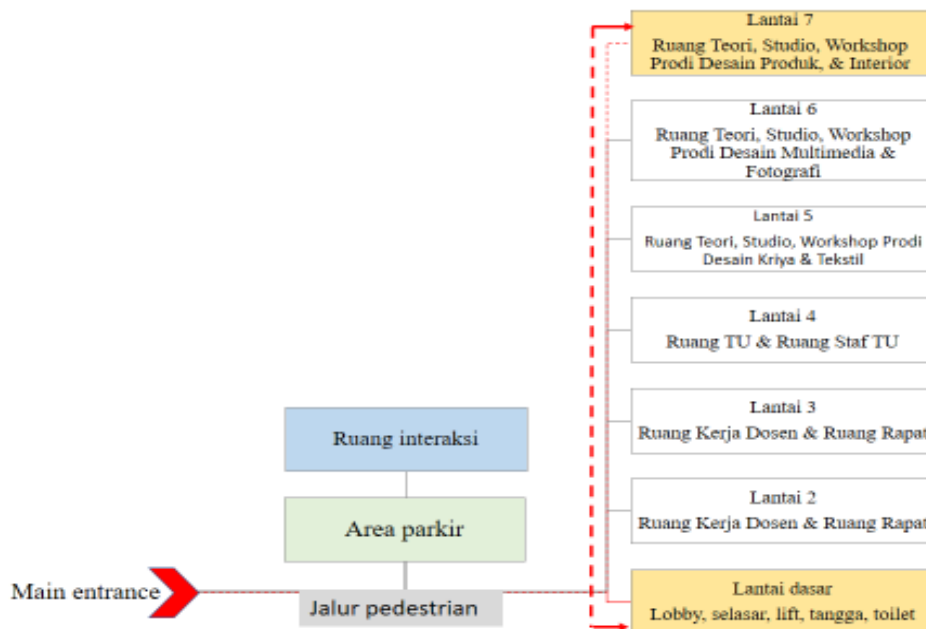 Lantai 7
Ruang Teori, Studio, Workshop
Prodi Desain Produk, & Interior
Lantai 6
Ruang Teori, Studio, Workshop
Prodi Desain Multimedia &
Fotografi
Lantai 5
Ruang Teori, Studio, Workshop Prodi
Desain Kriya & Tekstil
Lantai 4
Ruang TU & Ruang Staf TU
Lantai 3
Ruang Kerja Dosen & Ruang Rapat
Lantai 2
Ruang Kerja Dosen & Ruang Rapat
Lantai dasar
Lobby, selasar, lift, tangga, toilet
Ruang interaksi
Area parkir
Main entrance
Jalur pedestrian